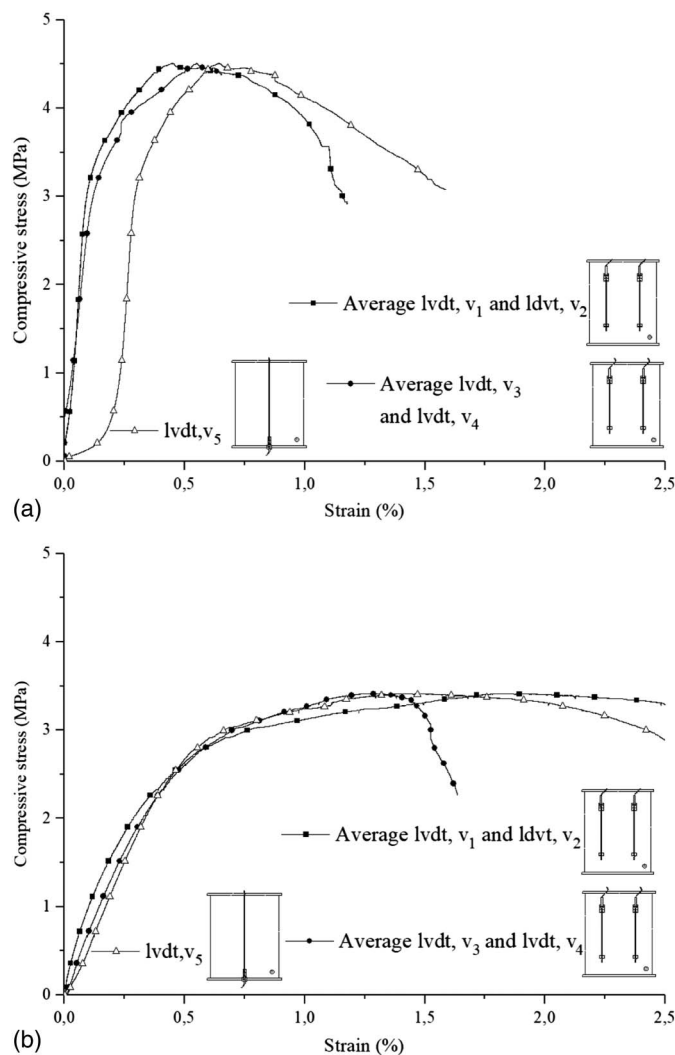 5
4
3
2
1
0
Compressive stress (MPa)
Average lvdt, v1 and ldvt, v2
Average lvdt, v3
and lvdt, v4
lvdt,v5
0,0 0,5 1,0 1,5 2,0 2,5
Strain (%)
(a)
5
4
3
2
1
0
Compressive stress (MPa)
Average lvdt, v1 and ldvt, v2
lvdt,v5
Average lvdt, v3 and lvdt, v4
0,0 0,5 1,0 1,5 2,0 2,5
Strain (%)
(b)